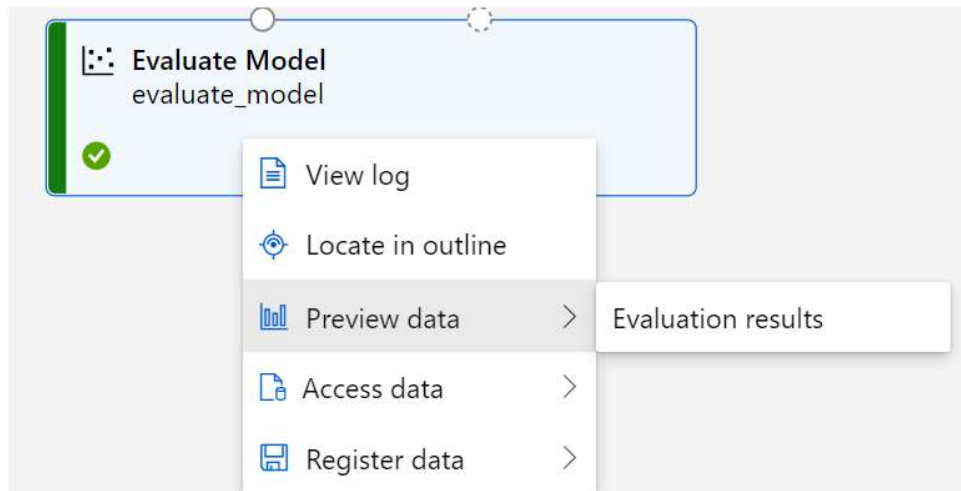 Evaluate Model
evaluate_model
View log
Locate in outline
Preview data
Evaluation results
Access data
Register data